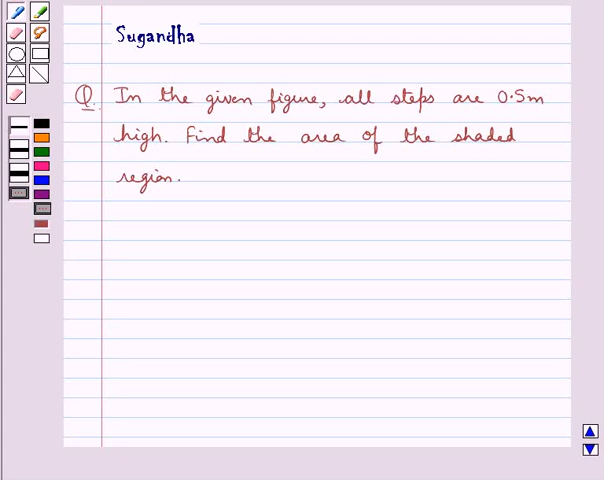 Sugandha
Q. In the given figure, all steps are 0.5m
high. Find the area of the shaded
region.